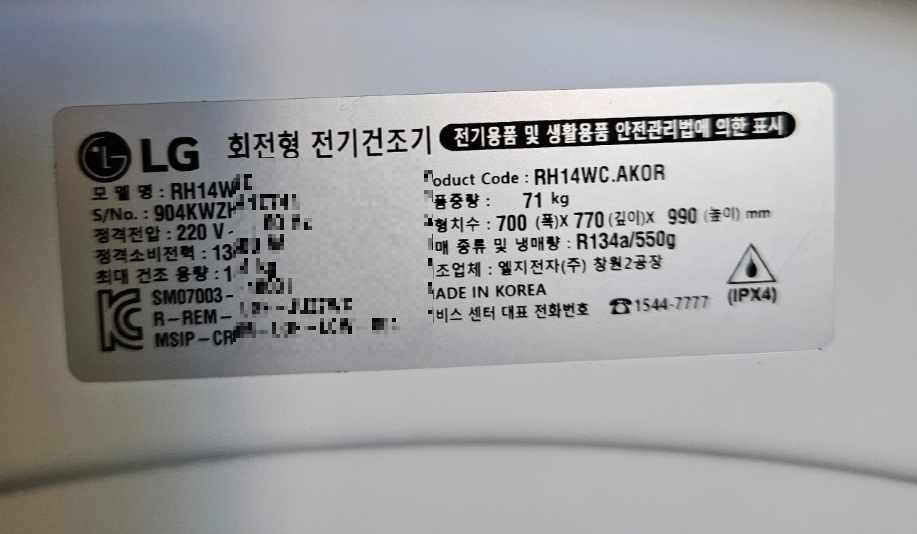 LG 회전형 전기건조기 전기용품 및 생활용품 안전관리법에 의한 표시
모델명 : RH14W
S/No. : 904KWZ
정격전압 : 220 V
정격소비전력 : 13
최대 건조 용량 : 1
SM07003-
R-REM-
MSIP-CR
oduct Code : RH14WC.AKOR
품중량 : 71 kg
형치수 : 700 (폭)X 770(깊이)X 990 (높이) mm
매 종류 및 냉매량 : R134a/550g
조업체 : 엘지전자(주) 창원2공장
ADE IN KOREA
비스 센터 대표 전화번호 ☎1544-7777
(IPX4)